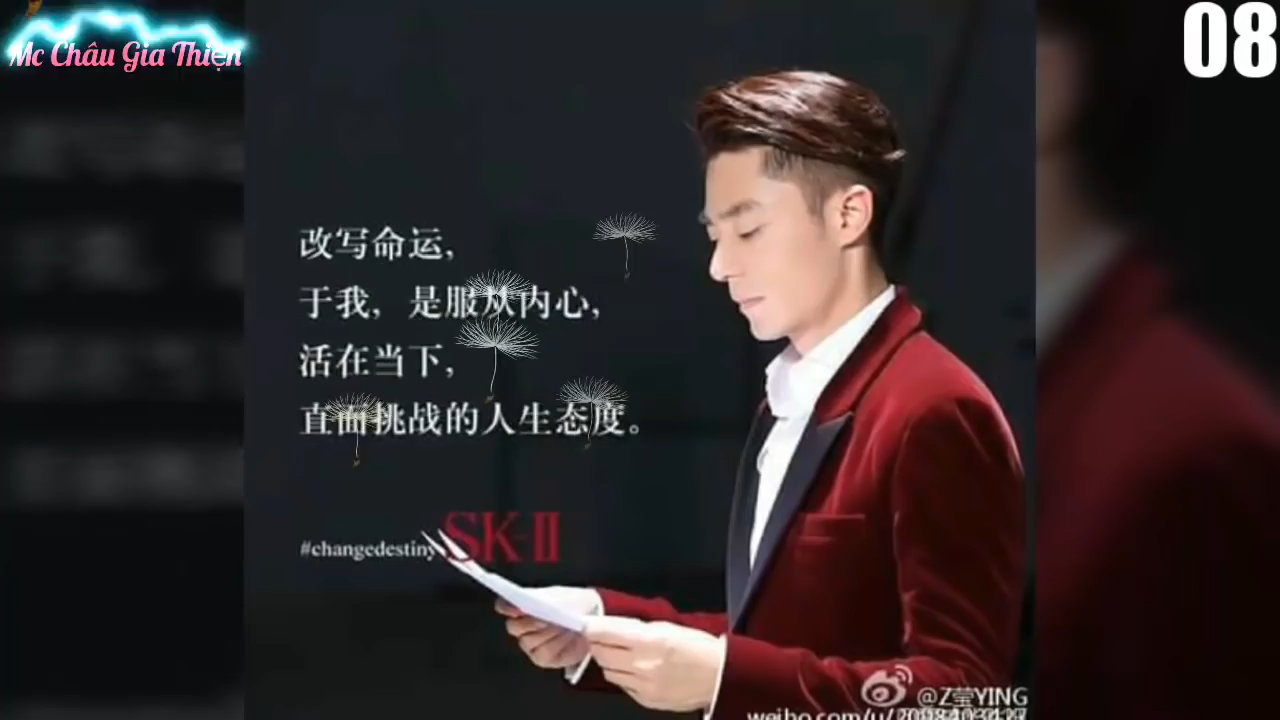 Mc Châu Gia Thiện
08
改写命运,
于我, 是服从内心,
活在当下,
直面挑战的人生态度。
#changedestiny SK-II
@Z莹YING